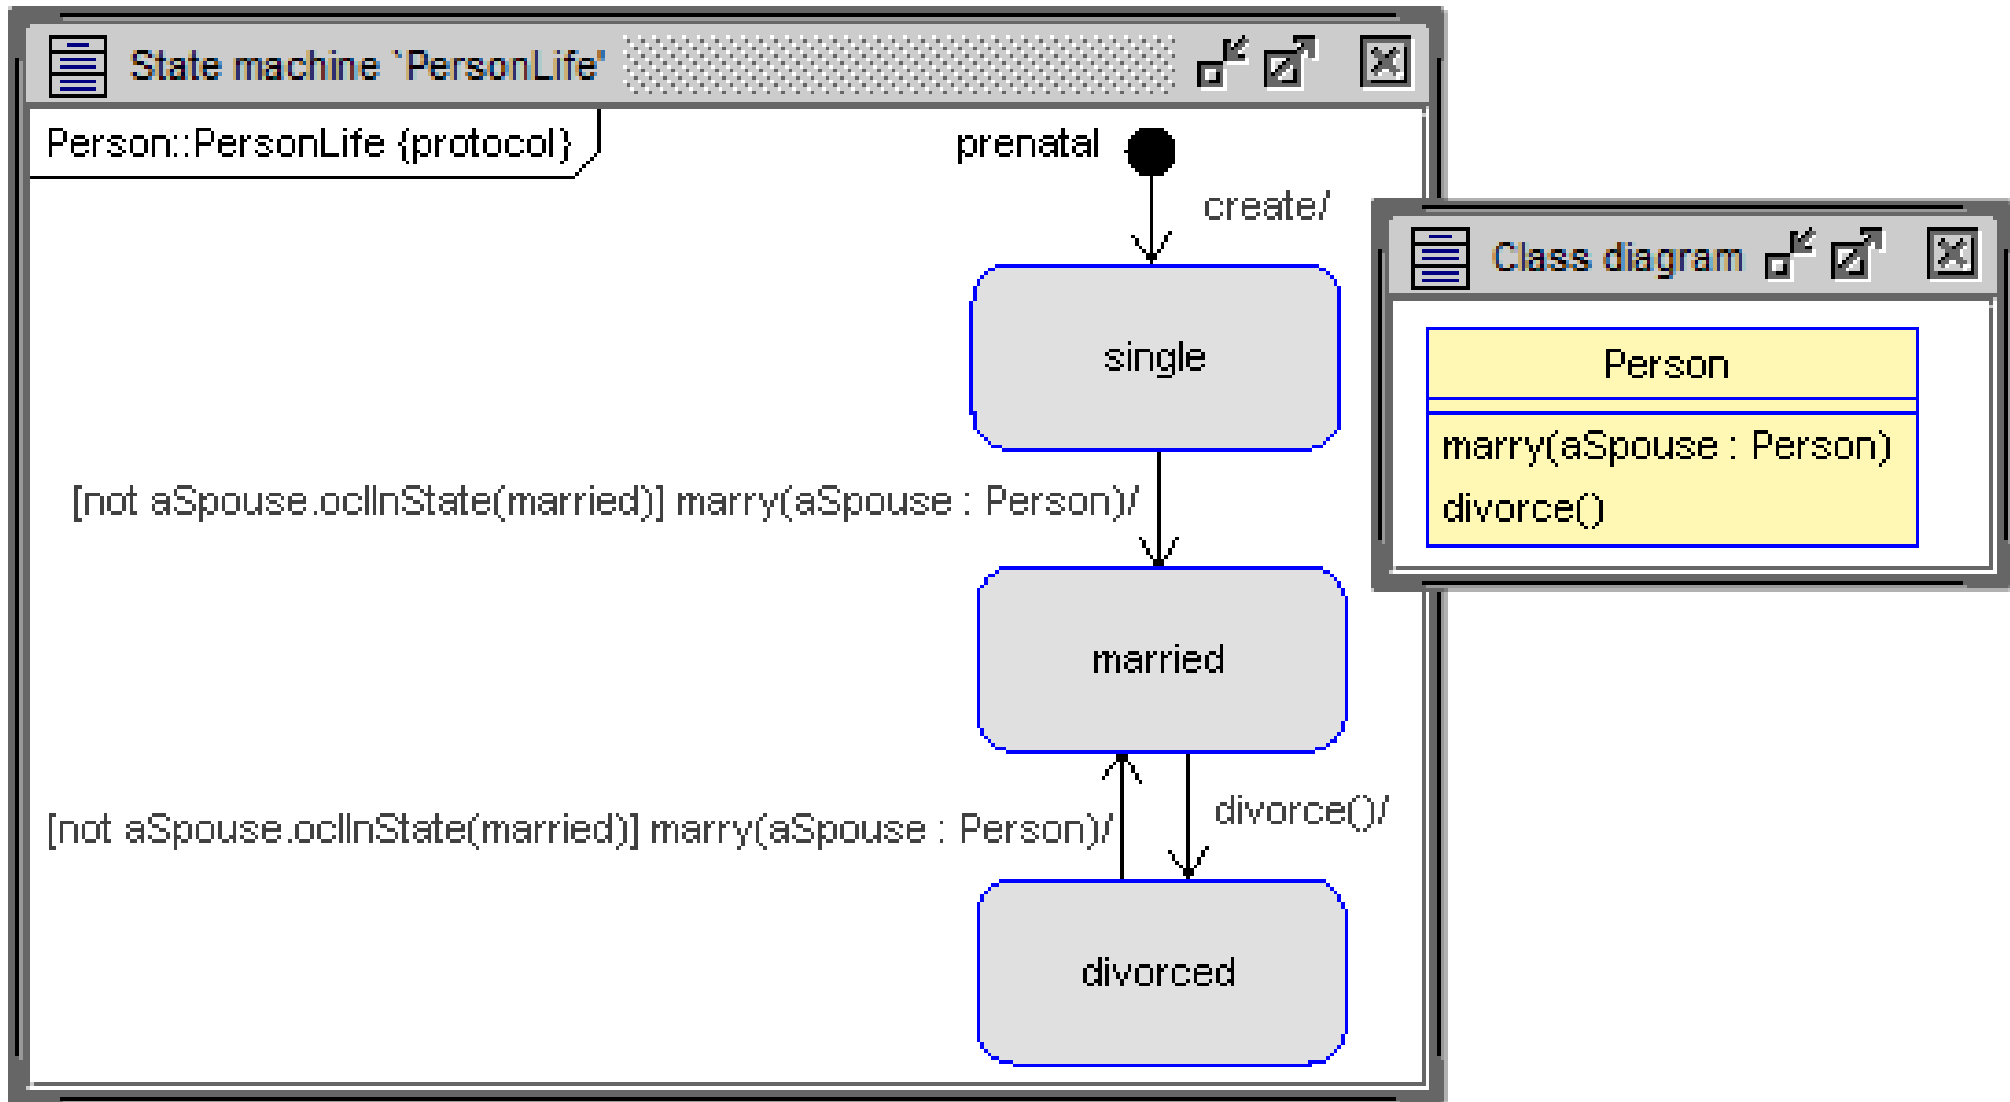 State machine `PersonLife'
Person::PersonLife {protocol}
prenatal
create/
single
[not aSpouse.oclInState(married)] marry(aSpouse : Person)/
married
[not aSpouse.oclInState(married)] marry(aSpouse : Person)/
divorce()/
divorced
Class diagram
Person
marry(aSpouse : Person)
divorce()